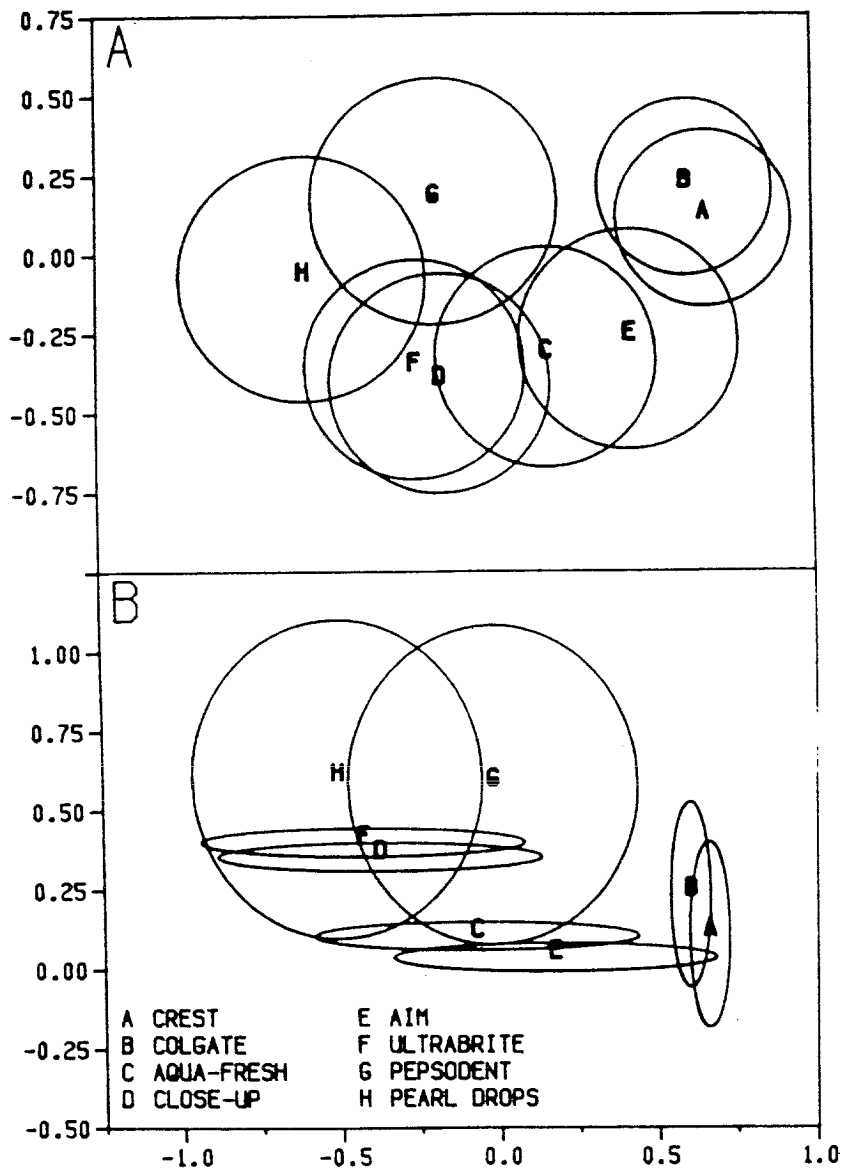 A
0.75
0.50
0.25
0.00
-0.25
-0.50
-0.75
G
H
B
A
E
C
F
D
B
1.00
0.75
0.50
0.25
0.00
-0.25
-0.50
H
G
F
D
C
E
B
A
A CREST E AIM
B COLGATE F ULTRABRITE
C AQUA-FRESH G PEPSODENT
D CLOSE-UP H PEARL DROPS
-1.0 -0.5 0.0 0.5 1.0